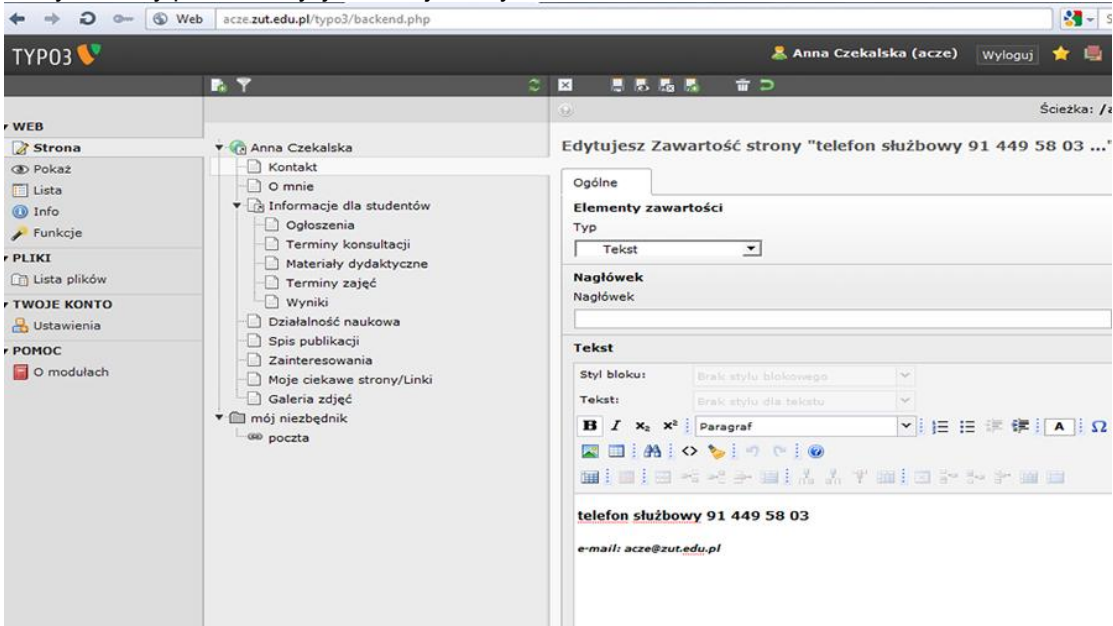 Web acze.zut.edu.pl/typo3/backend.php
TYPO3
Anna Czekalska (acze) Wyloguj
Ścieżka: /a
WEB
Strona
Pokaż
Lista
Info
Funkcje
PLIKI
Lista plików
TWOJE KONTO
Ustawienia
POMOC
O modułach
Anna Czekalska
Kontakt
O mnie
Informacje dla studentów
Ogłoszenia
Terminy konsultacji
Materiały dydaktyczne
Terminy zajęć
Wyniki
Działalność naukowa
Spis publikacji
Zainteresowania
Moje ciekawe strony/Linki
Galeria zdjęć
mój niezbędnik
poczta
Edytujesz Zawartość strony "telefon służbowy 91 449 58 03 ..."
Ogólne
Elementy zawartości
Typ
Tekst
Nagłówek
Nagłówek
Tekst
Styl bloku: Brak stylu blokowego
Tekst: Brak stylu dla tekstu
B I x₂ x² Paragraf A Ω
telefon służbowy 91 449 58 03
e-mail: acze@zut.edu.pl